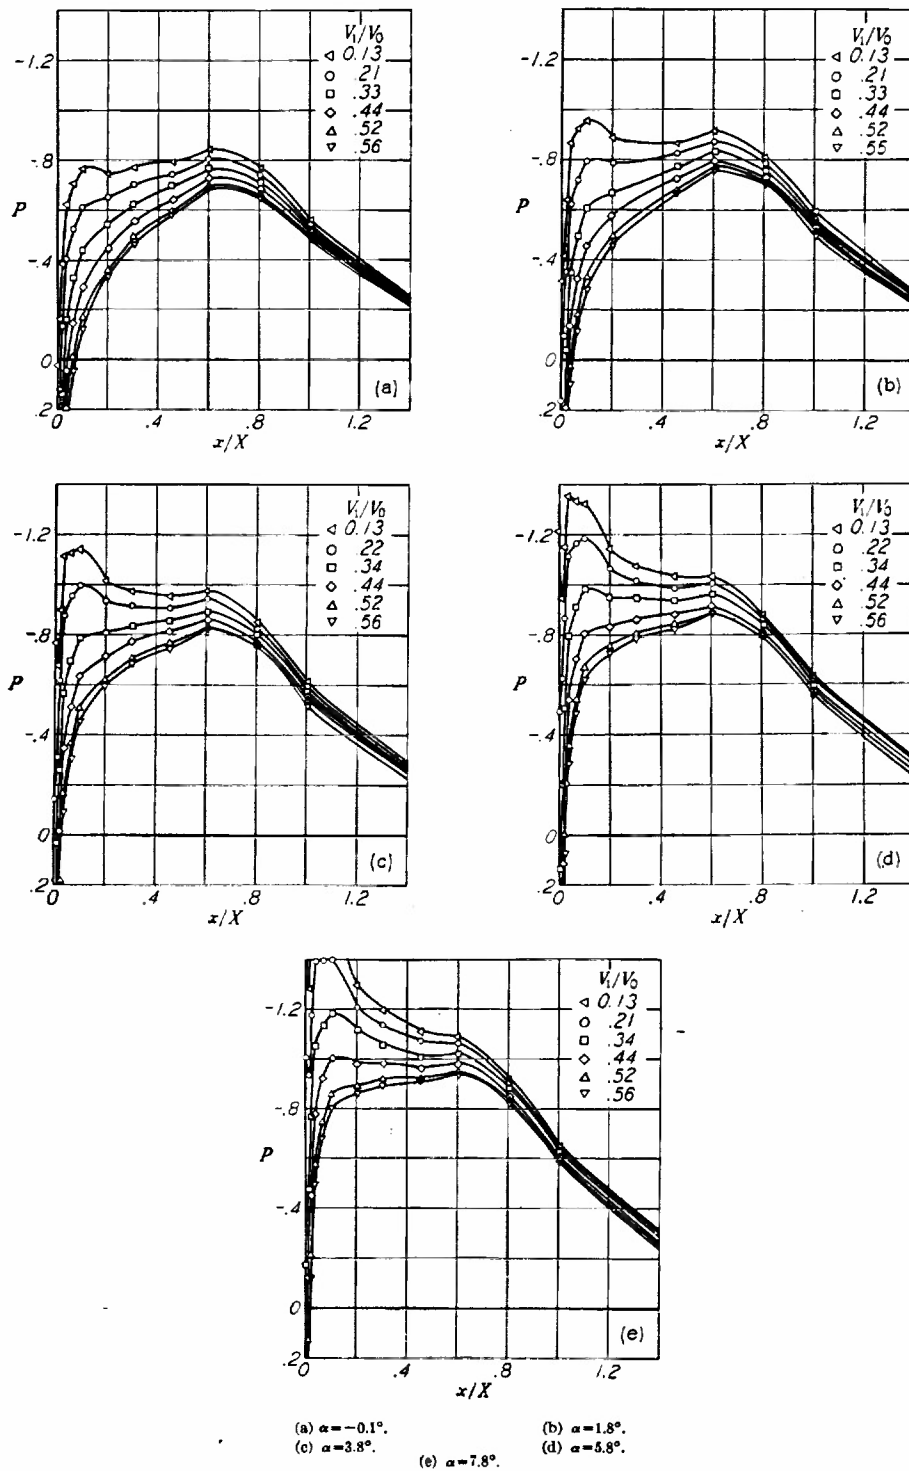 V₁/V₀
0.13
.21
.33
.44
.52
.56
-1.2
-.8
P
-.4
0
.2
0 .4 .8 1.2
x/X
(a)
V₁/V₀
0.13
.21
.33
.44
.52
.55
-1.2
-.8
P
-.4
0
.2
0 .4 .8 1.2
x/X
(b)
V₁/V₀
0.13
.22
.34
.44
.52
.56
-1.2
-.8
P
-.4
0
.2
0 .4 .8 1.2
x/X
(c)
V₁/V₀
0.13
.22
.34
.44
.52
.56
-1.2
-.8
P
-.4
0
.2
0 .4 .8 1.2
x/X
(d)
V₁/V₀
0.13
.21
.34
.44
.52
.56
-1.2
-.8
P
-.4
0
.2
0 .4 .8 1.2
x/X
(e)
(a) α=−0.1°. (b) α=1.8°.
(c) α=3.8°. (d) α=5.8°.
(e) α=7.8°.